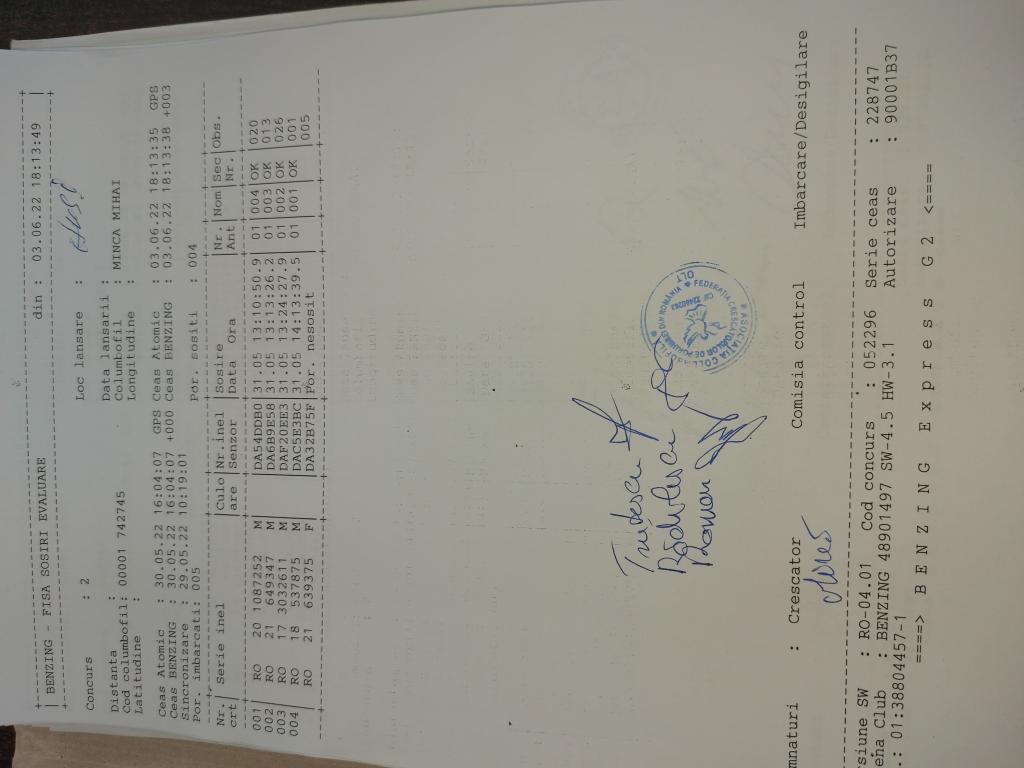 BENZING - FISA SOSIRI EVALUARE din : 03.06.22 18:13:49
Concurs : 2 Loc lansare :
Distanta : Data lansarii :
Cod columbofil: 00001 742745 Columbofil : MINCA MIHAI
Latitudine : Longitudine :
Ceas Atomic : 30.05.22 16:04:07 GPS Ceas Atomic : 03.06.22 18:13:35 GPS
Ceas BENZING : 30.05.22 16:04:07 +000 Ceas BENZING : 03.06.22 18:13:38 +003
Sincronizare : 29.05.22 10:19:01
Por. imbarcati: 005 Por. sositi : 004
Nr. Serie inel Culo Nr.inel Sosire Nr. Nom Sec Obs.
crt are Senzor Data Ora Ant Nr.
001 RO 20 1087252 M DA54DDB0 31.05 13:10:50.9 01 004 OK 020
002 RO 21 649347 M DA6B9E58 31.05 13:13:26.2 01 003 OK 013
003 RO 17 3032611 M DAF20EE3 31.05 13:24:27.9 01 002 OK 026
004 RO 18 537875 M DAC5E3BC 31.05 14:13:39.5 01 001 OK 001
RO 21 639375 F DA32B75F Por. nesosit 005
OLT
mnaturi : Crescator Comisia control Imbarcare/Desigilare
rsiune SW : RO-04.01 Cod concurs : 052296 Serie ceas : 228747
eña Club : BENZING 48901497 SW-4.5 HW-3.1 Autorizare : 90001B37
.: 01:38804457-1
====> B E N Z I N G E x p r e s s G 2 <====